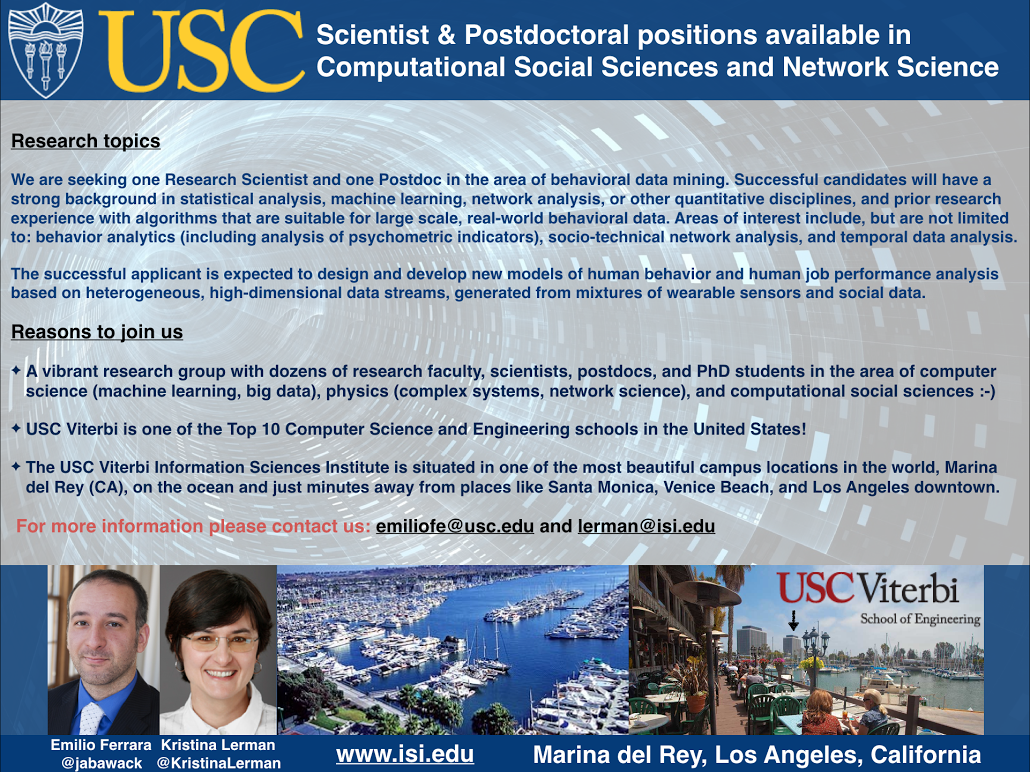 USC
Scientist & Postdoctoral positions available in
Computational Social Sciences and Network Science
Research topics
We are seeking one Research Scientist and one Postdoc in the area of behavioral data mining. Successful candidates will have a
strong background in statistical analysis, machine learning, network analysis, or other quantitative disciplines, and prior research
experience with algorithms that are suitable for large scale, real-world behavioral data. Areas of interest include, but are not limited
to: behavior analytics (including analysis of psychometric indicators), socio-technical network analysis, and temporal data analysis.
The successful applicant is expected to design and develop new models of human behavior and human job performance analysis
based on heterogeneous, high-dimensional data streams, generated from mixtures of wearable sensors and social data.
Reasons to join us
✦ A vibrant research group with dozens of research faculty, scientists, postdocs, and PhD students in the area of computer
science (machine learning, big data), physics (complex systems, network science), and computational social sciences :-)
✦ USC Viterbi is one of the Top 10 Computer Science and Engineering schools in the United States!
✦ The USC Viterbi Information Sciences Institute is situated in one of the most beautiful campus locations in the world, Marina
del Rey (CA), on the ocean and just minutes away from places like Santa Monica, Venice Beach, and Los Angeles downtown.
For more information please contact us: emiliofe@usc.edu and lerman@isi.edu
USC Viterbi
School of Engineering
Emilio Ferrara Kristina Lerman
@jabawack @KristinaLerman
www.isi.edu
Marina del Rey, Los Angeles, California